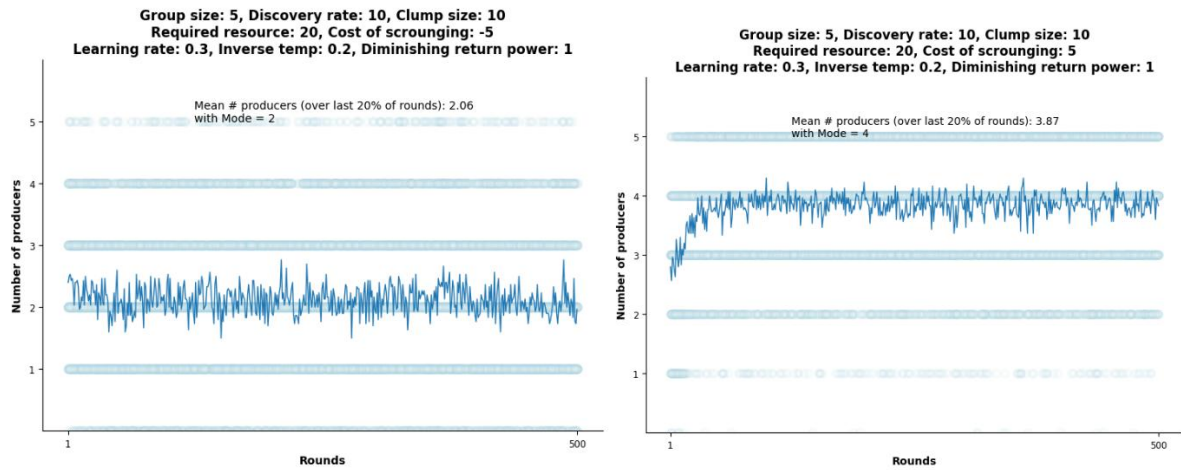 Group size: 5, Discovery rate: 10, Clump size: 10
Required resource: 20, Cost of scrounging: -5
Learning rate: 0.3, Inverse temp: 0.2, Diminishing return power: 1
Mean # producers (over last 20% of rounds): 2.06
with Mode = 2
5
4
3
2
1
Number of producers
1
500
Rounds
Group size: 5, Discovery rate: 10, Clump size: 10
Required resource: 20, Cost of scrounging: 5
Learning rate: 0.3, Inverse temp: 0.2, Diminishing return power: 1
Mean # producers (over last 20% of rounds): 3.87
with Mode = 4
5
4
3
2
1
Number of producers
1
500
Rounds